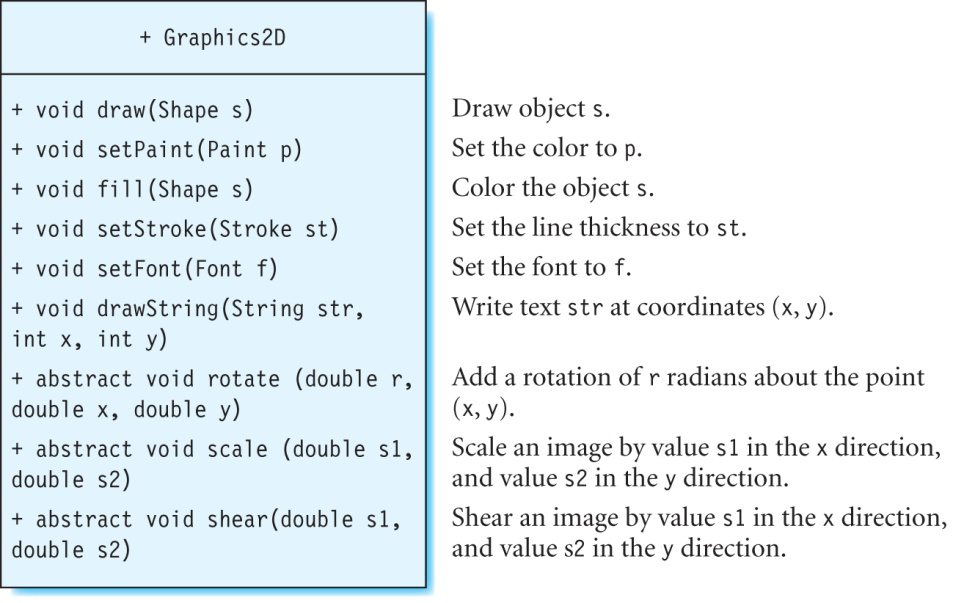 + Graphics2D
+ void draw(Shape s)
Draw object s.
+ void setPaint(Paint p)
Set the color to p.
+ void fill(Shape s)
Color the object s.
+ void setStroke(Stroke st)
Set the line thickness to st.
+ void setFont(Font f)
Set the font to f.
+ void drawString(String str,
int x, int y)
Write text str at coordinates (x, y).
+ abstract void rotate (double r,
double x, double y)
Add a rotation of r radians about the point
(x, y).
+ abstract void scale (double s1,
double s2)
Scale an image by value s1 in the x direction,
and value s2 in the y direction.
+ abstract void shear(double s1,
double s2)
Shear an image by value s1 in the x direction,
and value s2 in the y direction.